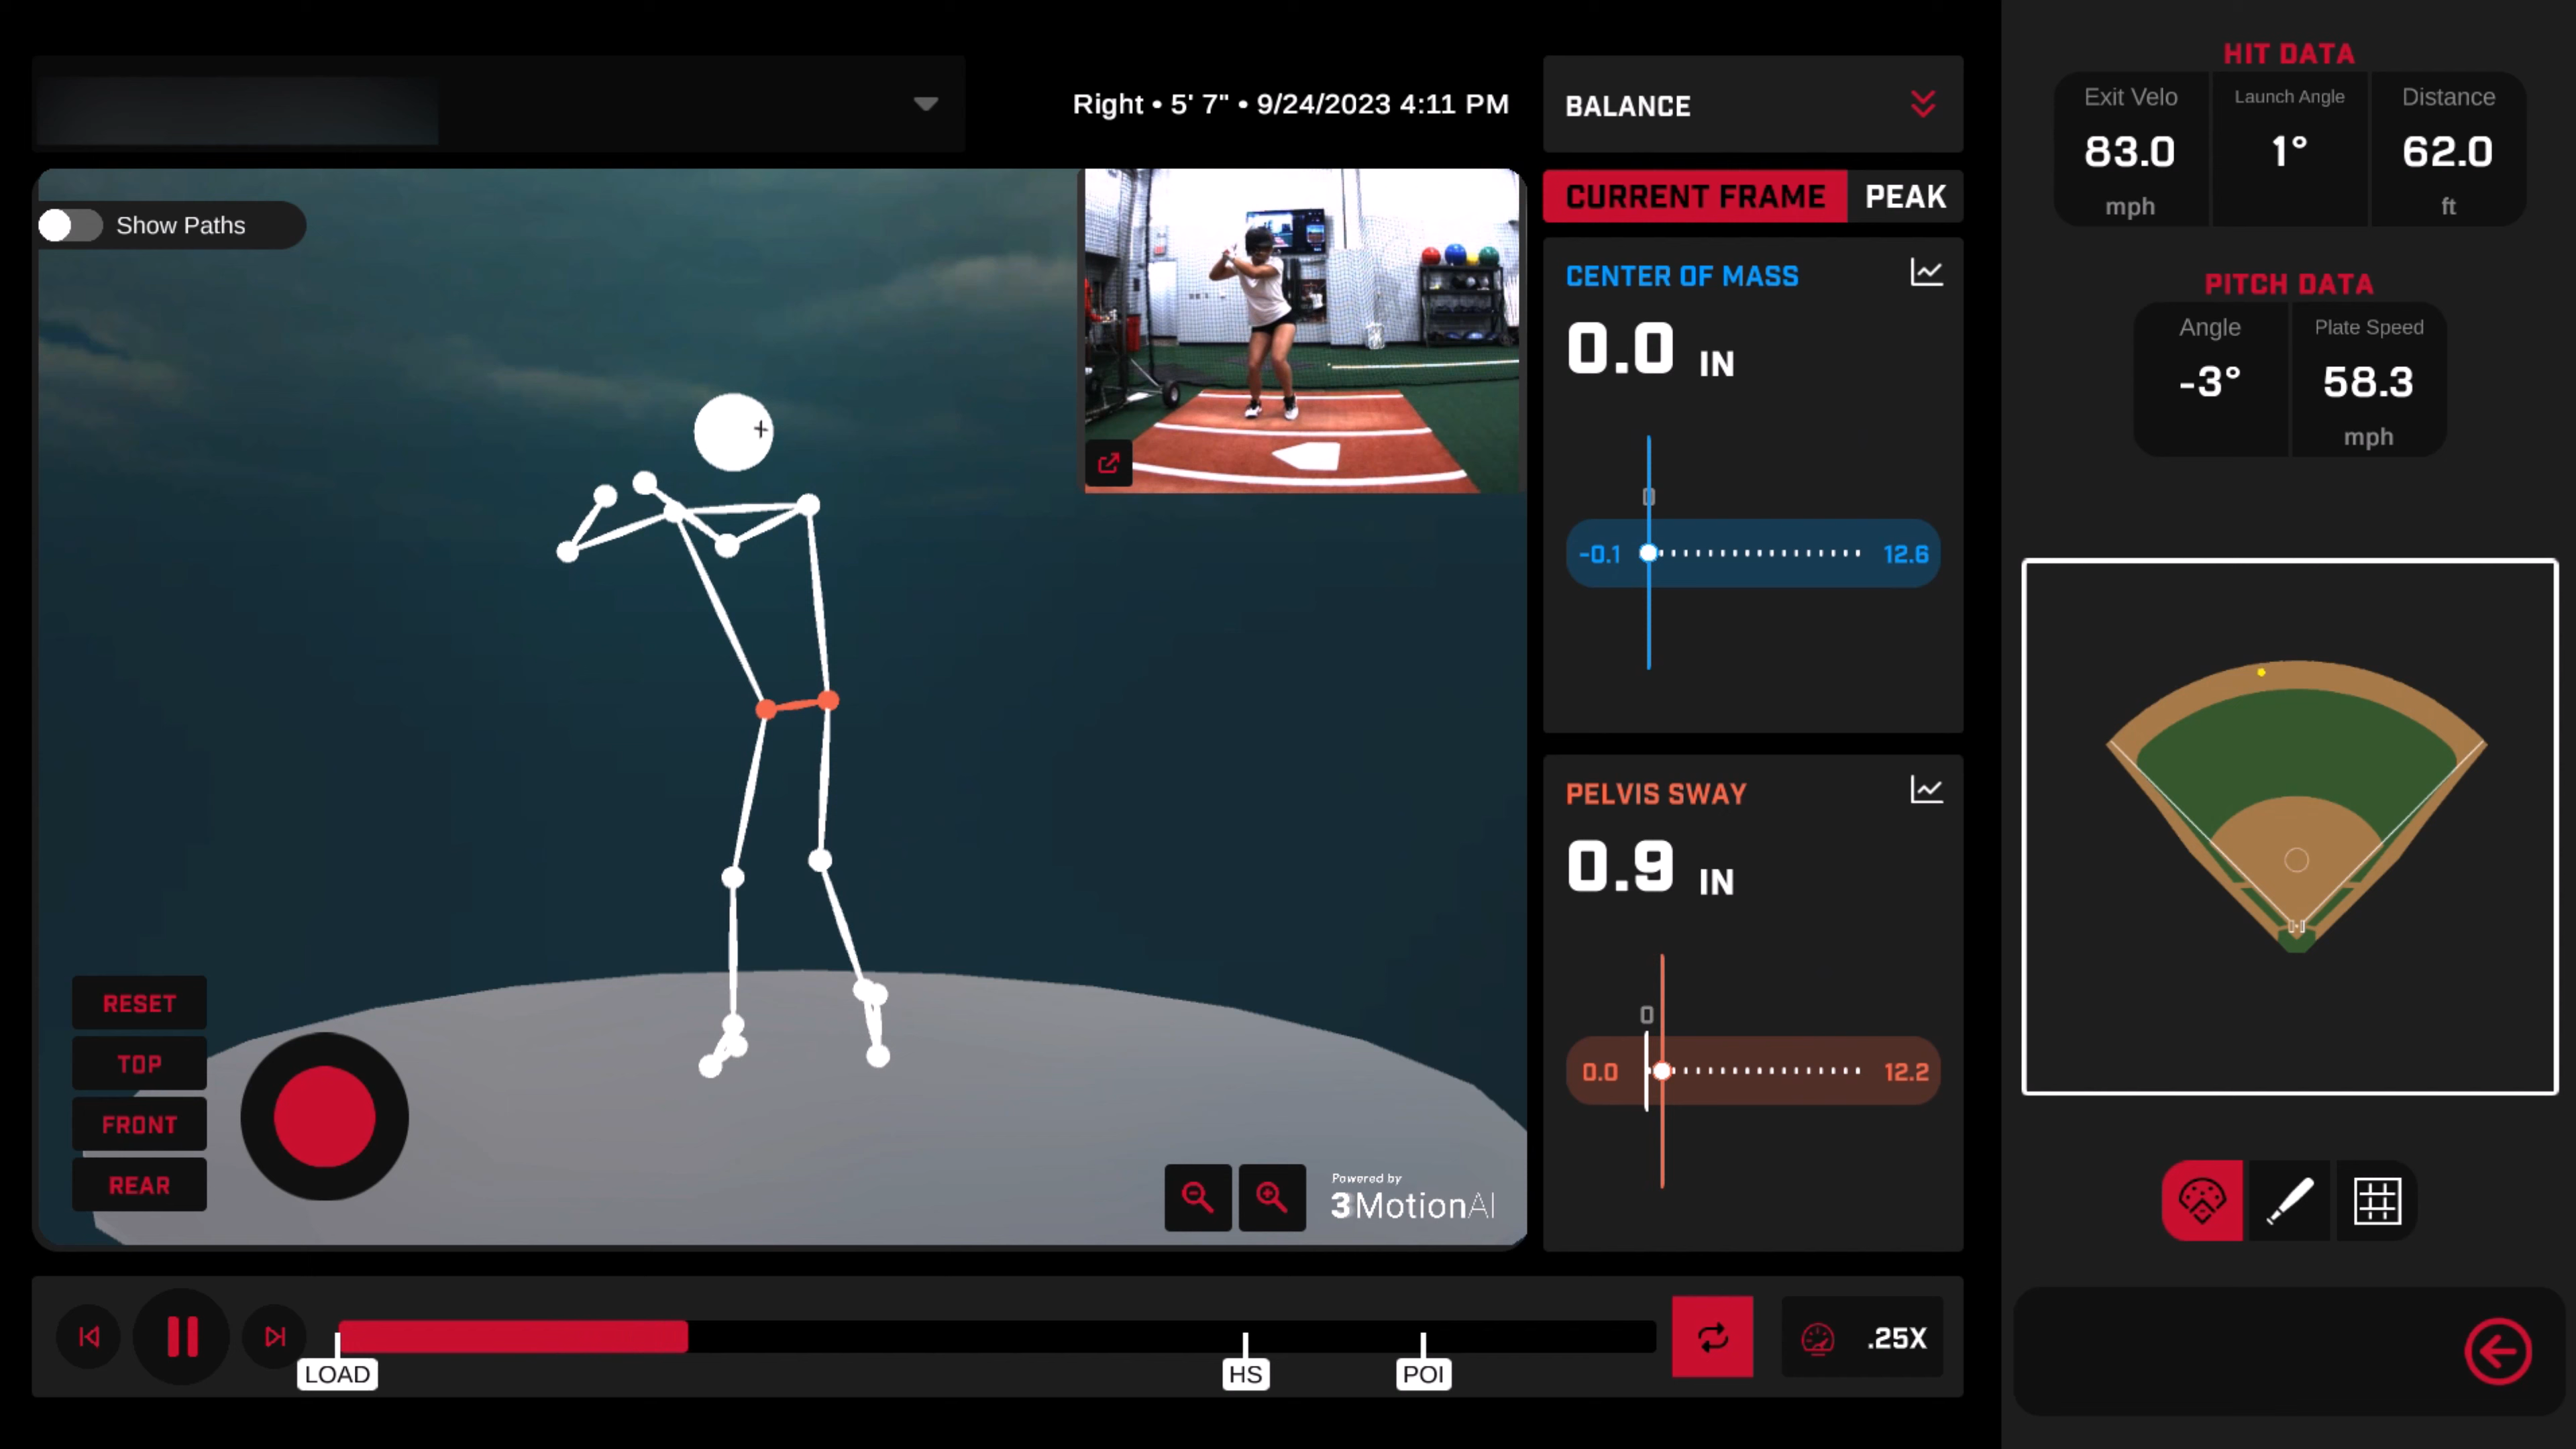 Right • 5' 7" • 9/24/2023 4:11 PM
Show Paths
RESET
TOP
FRONT
REAR
Powered by
3MotionAI
LOAD
HS
POI
.25X
BALANCE
CURRENT FRAME
PEAK
CENTER OF MASS
0.0 IN
0
-0.1
12.6
PELVIS SWAY
0.9 IN
0
0.0
12.2
HIT DATA
Exit Velo
83.0
mph
Launch Angle
1°
Distance
62.0
ft
PITCH DATA
Angle
-3°
Plate Speed
58.3
mph